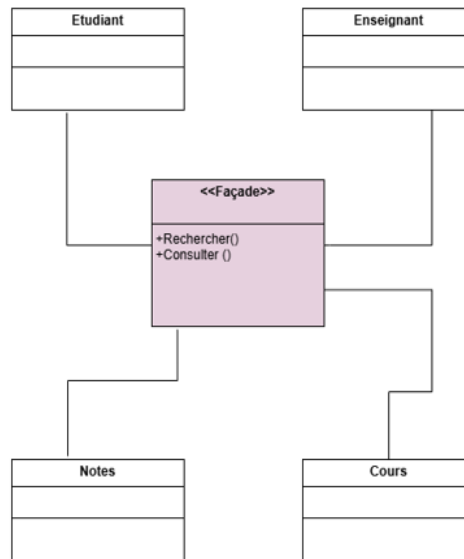 Etudiant
Enseignant
<<Façade>>
+Rechercher()
+Consulter ()
Notes
Cours